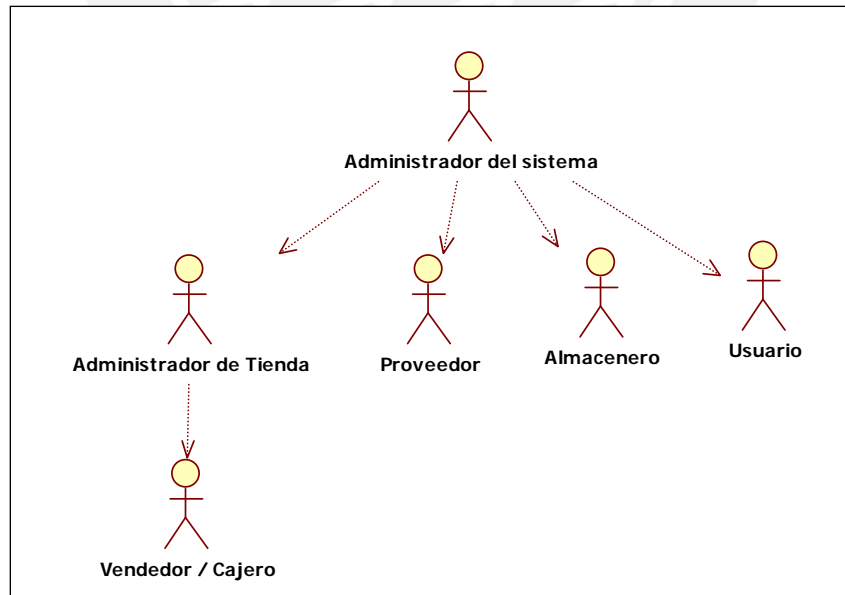 Administrador del sistema
Administrador de Tienda
Proveedor
Almacenero
Usuario
Vendedor / Cajero